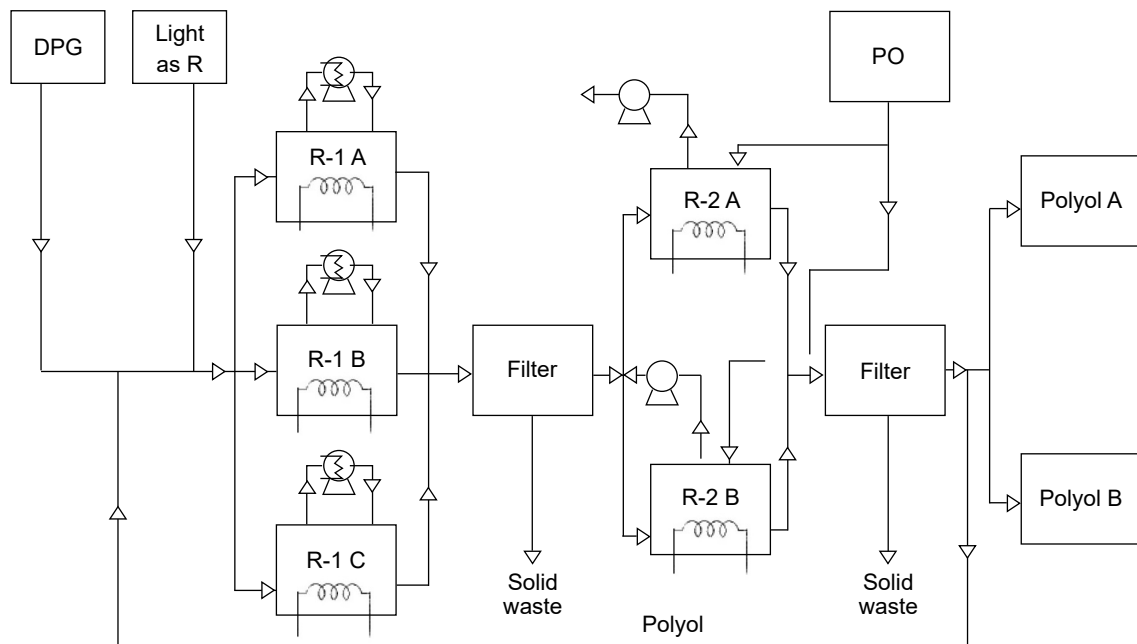 DPG
Light
as R
PO
R-1 A
R-2 A
Polyol A
R-1 B
Filter
Filter
R-2 B
Polyol B
R-1 C
Solid
waste
Solid
waste
Polyol